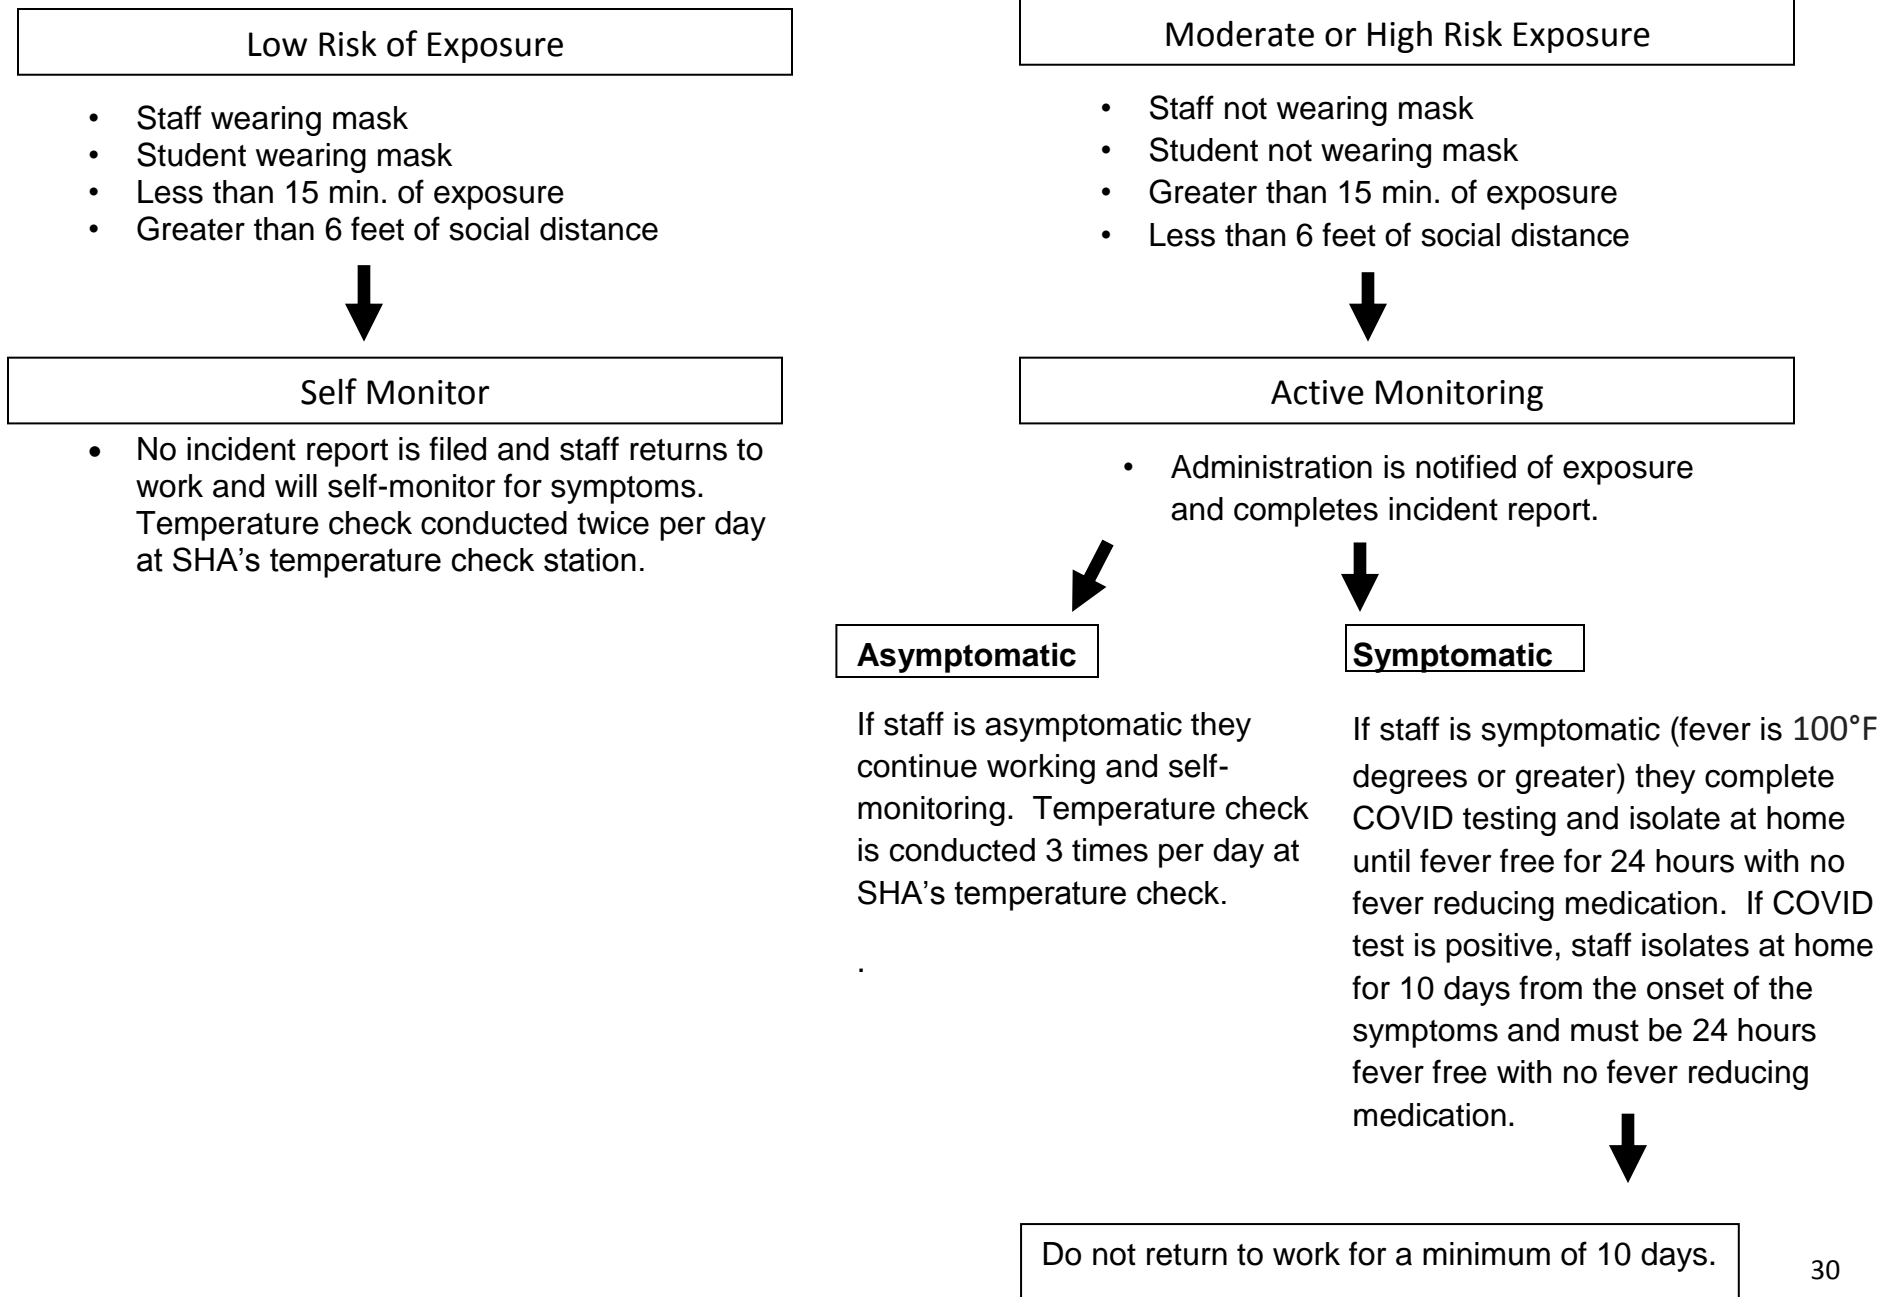 Low Risk of Exposure
• Staff wearing mask
• Student wearing mask
• Less than 15 min. of exposure
• Greater than 6 feet of social distance
Self Monitor
• No incident report is filed and staff returns to
work and will self-monitor for symptoms.
Temperature check conducted twice per day
at SHA’s temperature check station.
Moderate or High Risk Exposure
• Staff not wearing mask
• Student not wearing mask
• Greater than 15 min. of exposure
• Less than 6 feet of social distance
Active Monitoring
• Administration is notified of exposure
and completes incident report.
Asymptomatic
If staff is asymptomatic they
continue working and self-
monitoring.  Temperature check
is conducted 3 times per day at
SHA’s temperature check.
.
Symptomatic
If staff is symptomatic (fever is 100°F
degrees or greater) they complete
COVID testing and isolate at home
until fever free for 24 hours with no
fever reducing medication.  If COVID
test is positive, staff isolates at home
for 10 days from the onset of the
symptoms and must be 24 hours
fever free with no fever reducing
medication.
Do not return to work for a minimum of 10 days.
30